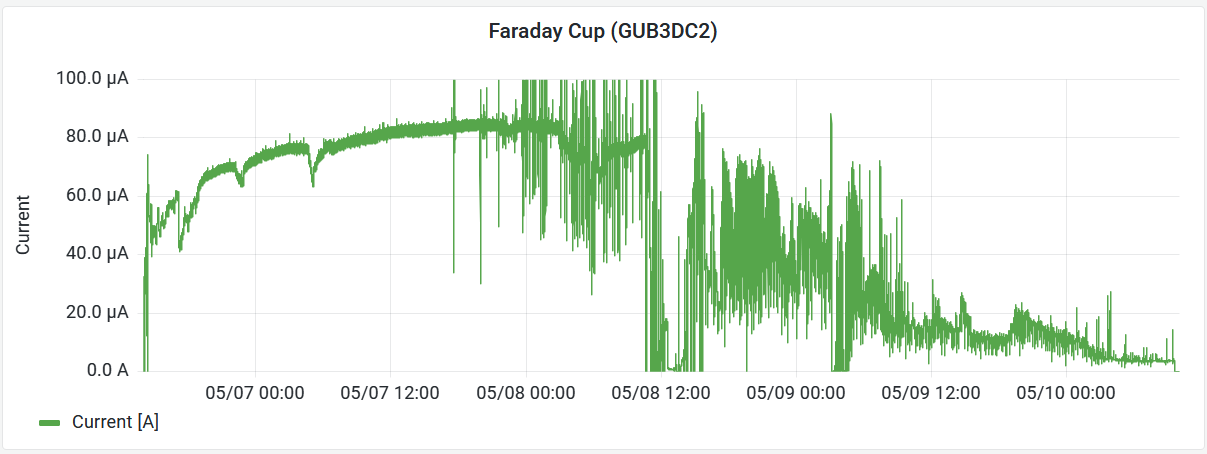 Faraday Cup (GUB3DC2)
100.0 µA
80.0 µA
60.0 µA
40.0 µA
20.0 µA
0.0 A
Current
05/07 00:00 05/07 12:00 05/08 00:00 05/08 12:00 05/09 00:00 05/09 12:00 05/10 00:00
Current [A]